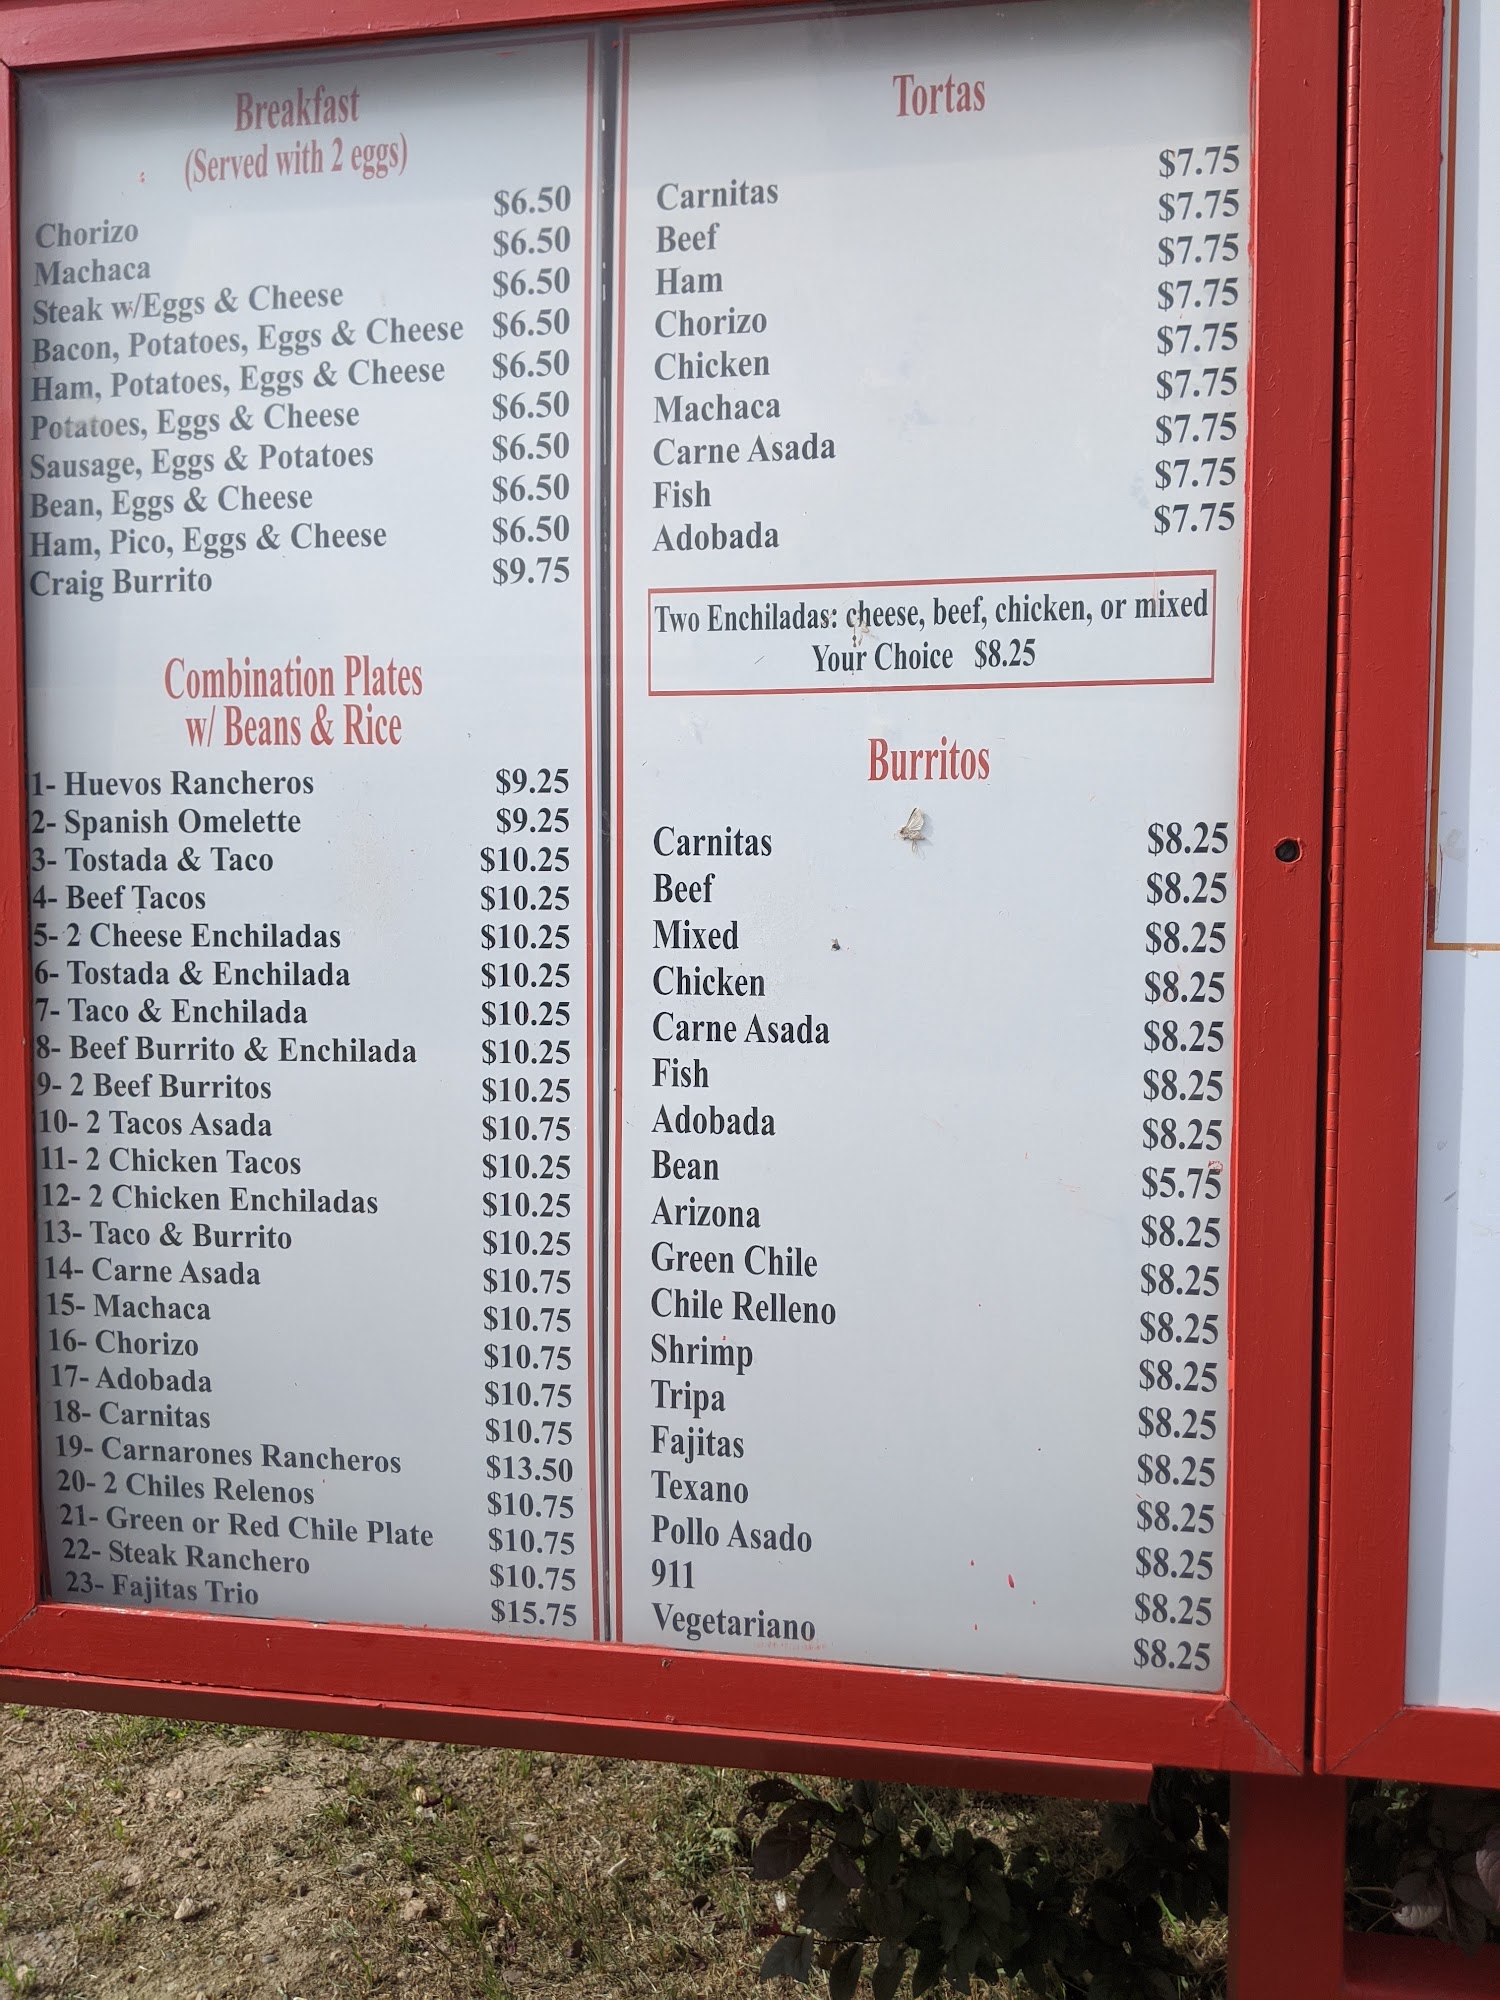 Breakfast
(Served with 2 eggs)
Chorizo $6.50
Machaca $6.50
Steak w/Eggs & Cheese $6.50
Bacon, Potatoes, Eggs & Cheese $6.50
Ham, Potatoes, Eggs & Cheese $6.50
Potatoes, Eggs & Cheese $6.50
Sausage, Eggs & Potatoes $6.50
Bean, Eggs & Cheese $6.50
Ham, Pico, Eggs & Cheese $6.50
Craig Burrito $9.75
Combination Plates
w/ Beans & Rice
1- Huevos Rancheros $9.25
2- Spanish Omelette $9.25
3- Tostada & Taco $10.25
4- Beef Tacos $10.25
5- 2 Cheese Enchiladas $10.25
6- Tostada & Enchilada $10.25
7- Taco & Enchilada $10.25
8- Beef Burrito & Enchilada $10.25
9- 2 Beef Burritos $10.25
10- 2 Tacos Asada $10.75
11- 2 Chicken Tacos $10.25
12- 2 Chicken Enchiladas $10.25
13- Taco & Burrito $10.25
14- Carne Asada $10.75
15- Machaca $10.75
16- Chorizo $10.75
17- Adobada $10.75
18- Carnitas $10.75
19- Carnarones Rancheros $13.50
20- 2 Chiles Relenos $10.75
21- Green or Red Chile Plate $10.75
22- Steak Ranchero $10.75
23- Fajitas Trio $15.75
Tortas
Carnitas $7.75
Beef $7.75
Ham $7.75
Chorizo $7.75
Chicken $7.75
Machaca $7.75
Carne Asada $7.75
Fish $7.75
Adobada $7.75
Two Enchiladas: cheese, beef, chicken, or mixed
Your Choice $8.25
Burritos
Carnitas $8.25
Beef $8.25
Mixed $8.25
Chicken $8.25
Carne Asada $8.25
Fish $8.25
Adobada $8.25
Bean $5.75
Arizona $8.25
Green Chile $8.25
Chile Relleno $8.25
Shrimp $8.25
Tripa $8.25
Fajitas $8.25
Texano $8.25
Pollo Asado $8.25
911 $8.25
Vegetariano $8.25